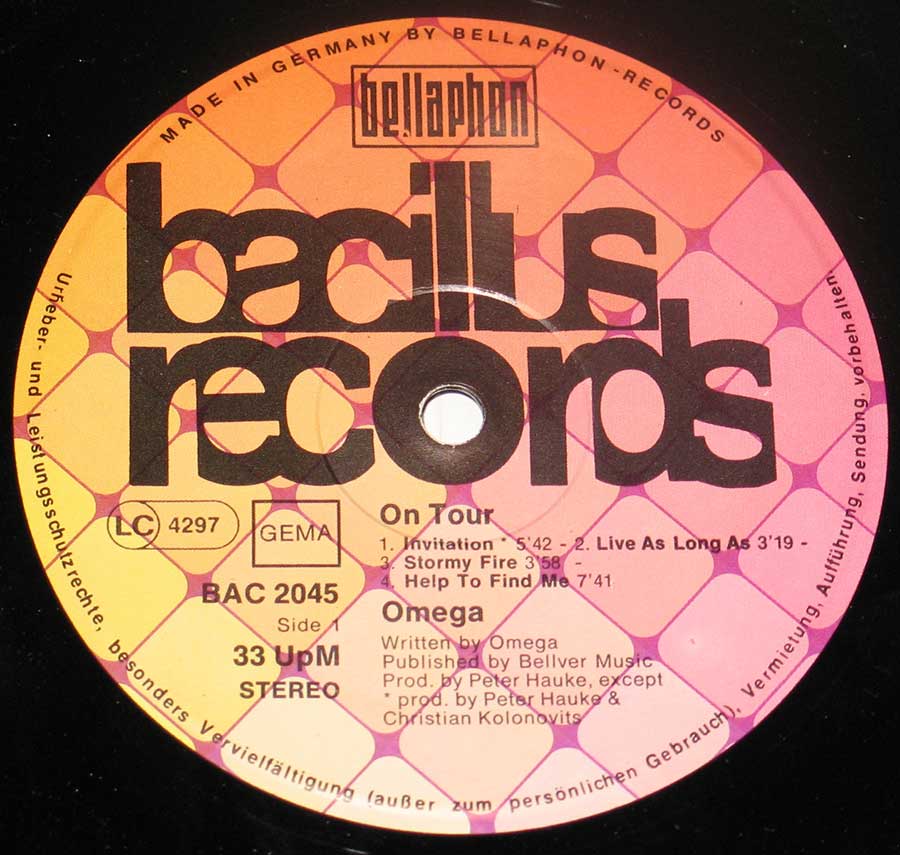 MADE IN GERMANY BY BELLAPHON-RECORDS
bellaphon
bacillus
records
LC 4297
GEMA
BAC 2045
Side 1
33 UpM
STEREO
On Tour
1. Invitation * 5'42 - 2. Live As Long As 3'19 -
3. Stormy Fire 3'58 -
4. Help To Find Me 7'41
Omega
Written by Omega
Published by Bellver Music
Prod. by Peter Hauke, except
* prod. by Peter Hauke &
Christian Kolonovits
Urheber- und Leistungsschutzrechte, besonders Vervielfältigung (außer zum persönlichen Gebrauch), Vermietung, Aufführung, Sendung, vorbehalten